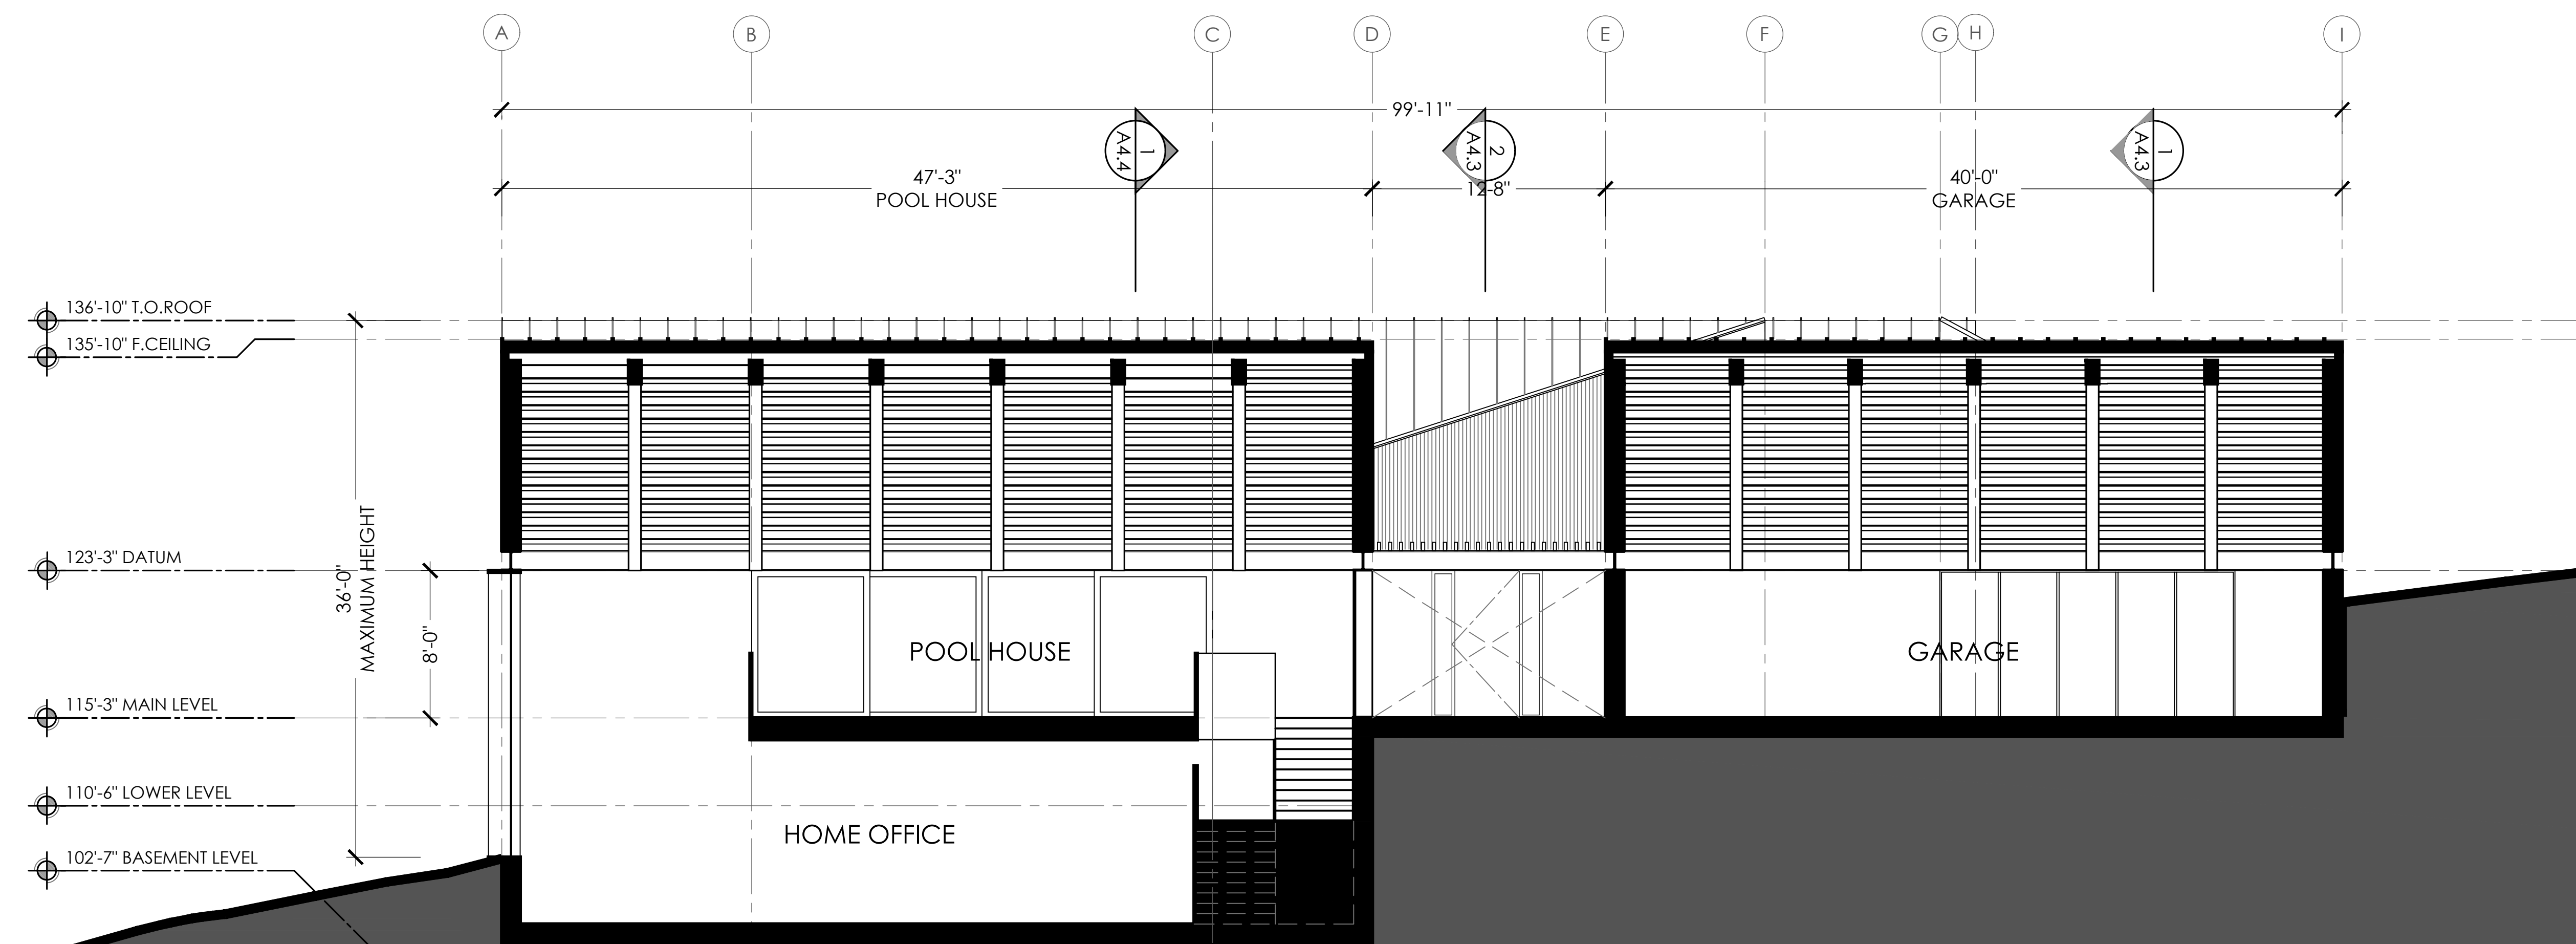 A
B
C
D
E
F
G
H
I
99'-11"
1
A4.4
2
A4.3
1
A4.3
47'-3"
POOL HOUSE
12'-8"
40'-0"
GARAGE
136'-10" T.O.ROOF
135'-10" F.CEILING
123'-3" DATUM
36'-0"
MAXIMUM HEIGHT
8'-0"
POOL HOUSE
GARAGE
115'-3" MAIN LEVEL
110'-6" LOWER LEVEL
HOME OFFICE
102'-7" BASEMENT LEVEL